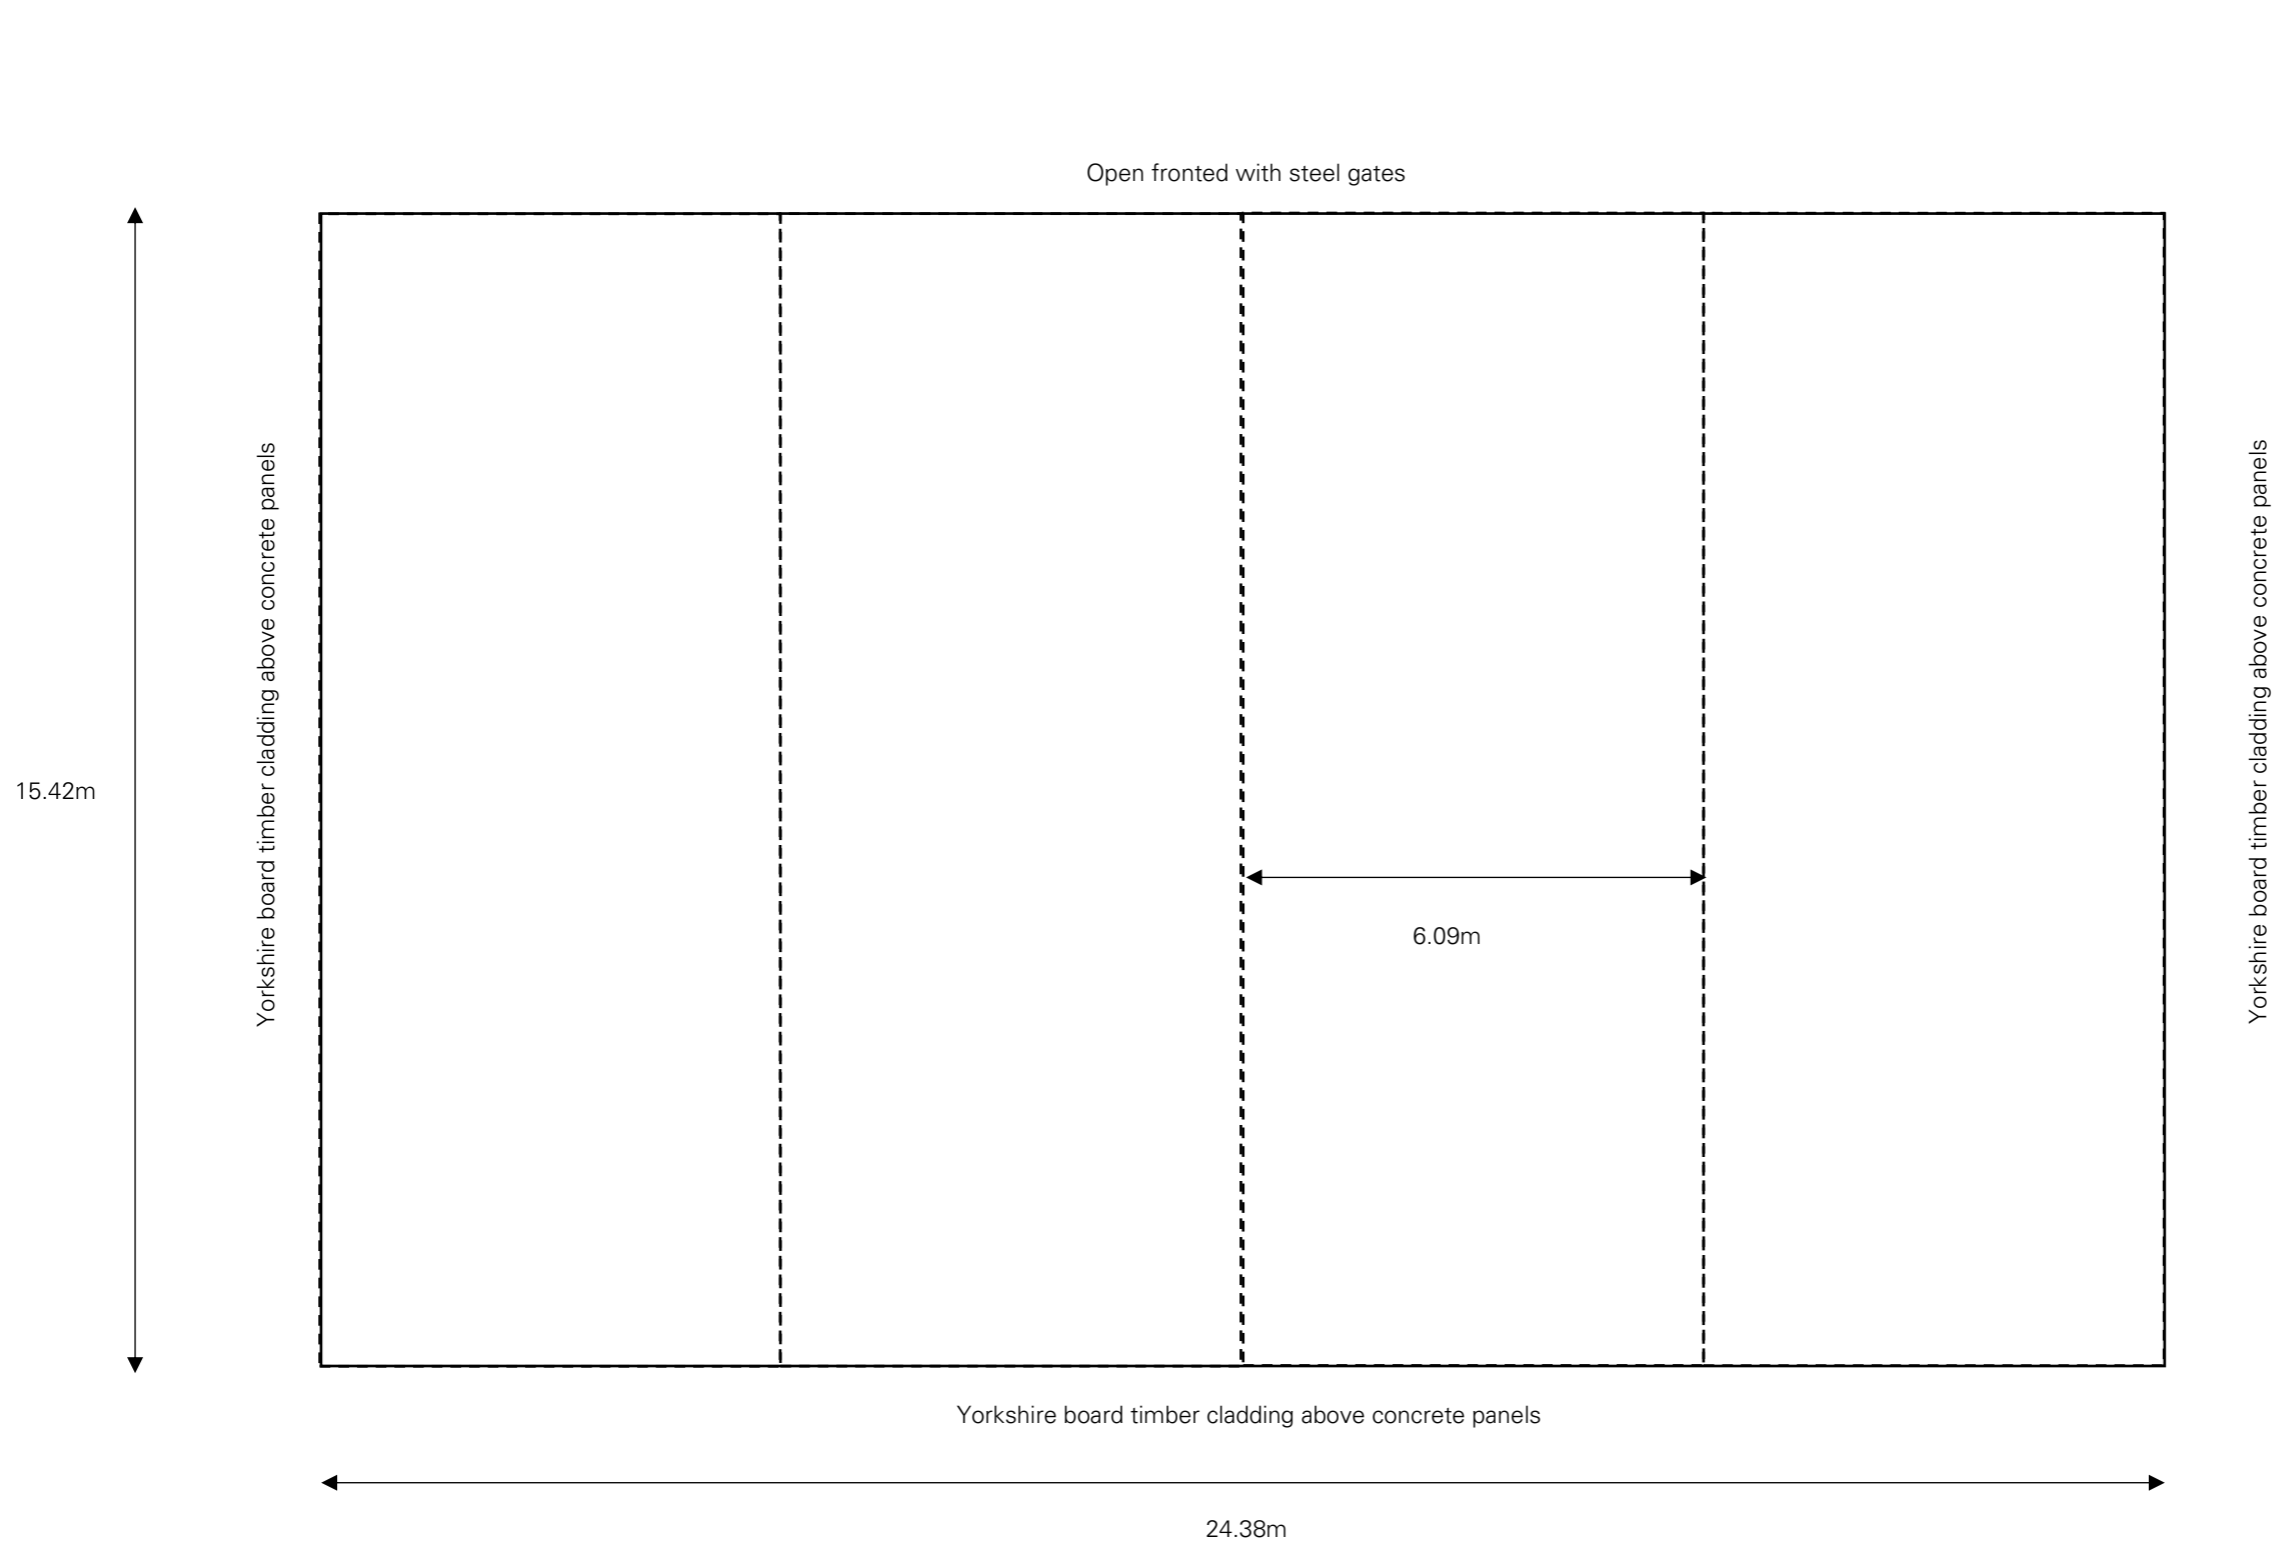 Open fronted with steel gates
Yorkshire board timber cladding above concrete panels
Yorkshire board timber cladding above concrete panels
15.42m
6.09m
Yorkshire board timber cladding above concrete panels
24.38m